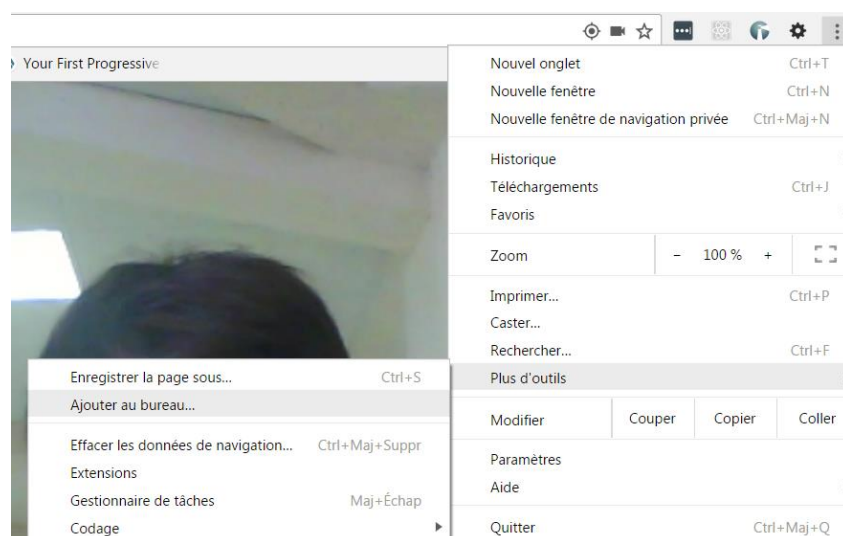 Your First Progressive
Nouvel onglet Ctrl+T
Nouvelle fenêtre Ctrl+N
Nouvelle fenêtre de navigation privée Ctrl+Maj+N
Historique
Téléchargements Ctrl+J
Favoris
Zoom - 100 % +
Imprimer... Ctrl+P
Caster...
Rechercher... Ctrl+F
Plus d'outils
Modifier Couper Copier Coller
Paramètres
Aide
Quitter Ctrl+Maj+Q
Enregistrer la page sous... Ctrl+S
Ajouter au bureau...
Effacer les données de navigation... Ctrl+Maj+Suppr
Extensions
Gestionnaire de tâches Maj+Échap
Codage